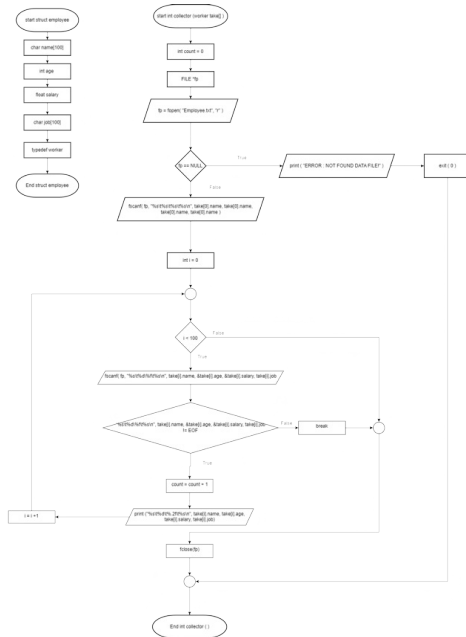 start struct employee
char name[100]
int age
float salary
char job[100]
typedef worker
End struct employee
start int collector (worker take[] )
int count = 0
FILE *fp
fp = fopen( "Employee.txt", "r" )
fp == NULL
True
print ( "ERROR : NOT FOUND DATA FILE!" )
exit ( 0 )
False
fscanf( fp, "%s\t%s\t%s\t%s\n", take[0].name, take[0].name,
take[0].name, take[0].name )
int i = 0
i = 100
False
True
fscanf( fp, "%s\t%d\t%f\t%s\n", take[i].name, &take[i].age, &take[i].salary, take[i].job
"%s\t%d\t%f\t%s\n", take[i].name, &take[i].age, &take[i].salary, take[i].job
!= EOF
False
break
True
count = count + 1
print ("%s\t%d\t%.2f\t%s\n", take[i].name, take[i].age,
take[i].salary, take[i].job)
i = i +1
fclose(fp)
End int collector ( )